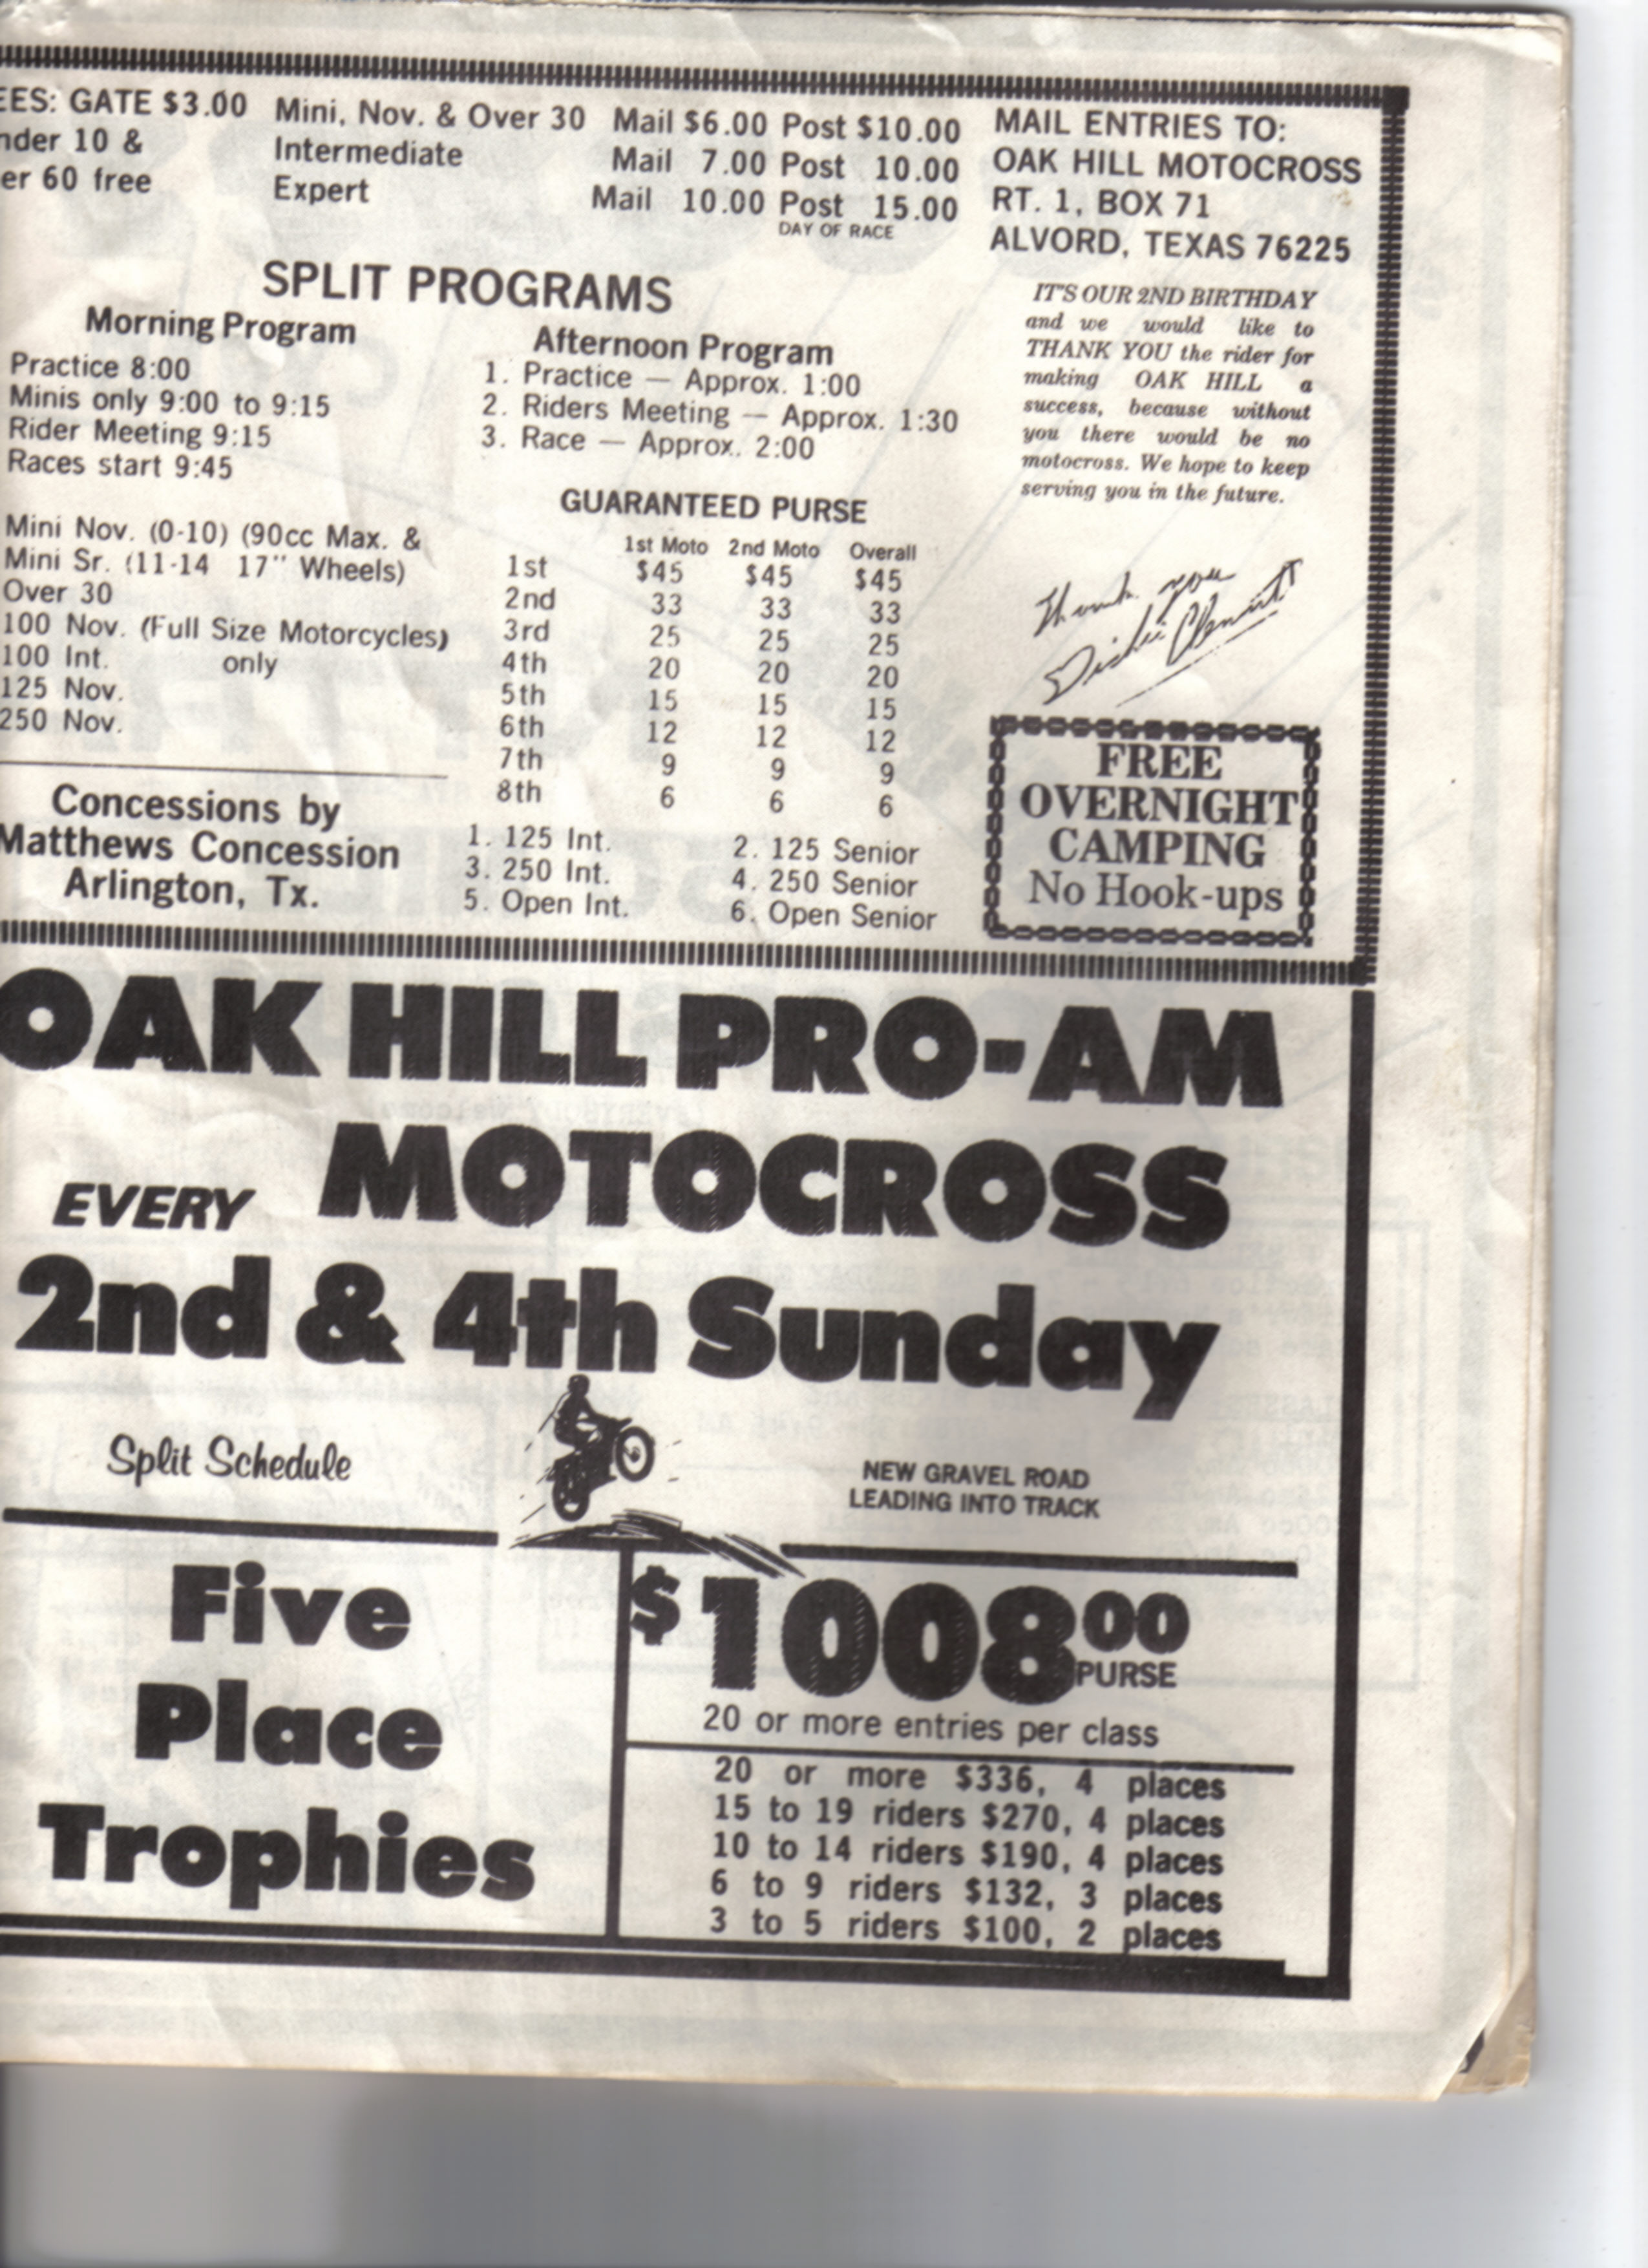 EES: GATE $3.00
nder 10 &
er 60 free
Mini, Nov. & Over 30 Mail $6.00 Post $10.00
Intermediate Mail 7.00 Post 10.00
Expert Mail 10.00 Post 15.00
DAY OF RACE
MAIL ENTRIES TO:
OAK HILL MOTOCROSS
RT. 1, BOX 71
ALVORD, TEXAS 76225
SPLIT PROGRAMS
Morning Program
Practice 8:00
Minis only 9:00 to 9:15
Rider Meeting 9:15
Races start 9:45
Mini Nov. (0-10) (90cc Max. &
Mini Sr. (11-14 17" Wheels)
Over 30
100 Nov. (Full Size Motorcycles)
100 Int. only
125 Nov.
250 Nov.
Concessions by
Matthews Concession
Arlington, Tx.
Afternoon Program
1. Practice — Approx. 1:00
2. Riders Meeting — Approx. 1:30
3. Race — Approx. 2:00
GUARANTEED PURSE
1st Moto 2nd Moto Overall
1st $45 $45 $45
2nd 33 33 33
3rd 25 25 25
4th 20 20 20
5th 15 15 15
6th 12 12 12
7th 9 9 9
8th 6 6 6
1. 125 Int. 2. 125 Senior
3. 250 Int. 4. 250 Senior
5. Open Int. 6. Open Senior
IT'S OUR 2ND BIRTHDAY
and we would like to
THANK YOU the rider for
making OAK HILL a
success, because without
you there would be no
motocross. We hope to keep
serving you in the future.
Thank you
FREE
OVERNIGHT
CAMPING
No Hook-ups
OAK HILL PRO-AM
MOTOCROSS
EVERY
2nd & 4th Sunday
Split Schedule
NEW GRAVEL ROAD
LEADING INTO TRACK
Five
Place
Trophies
$100800
PURSE
20 or more entries per class
20 or more $336, 4 places
15 to 19 riders $270, 4 places
10 to 14 riders $190, 4 places
6 to 9 riders $132, 3 places
3 to 5 riders $100, 2 places